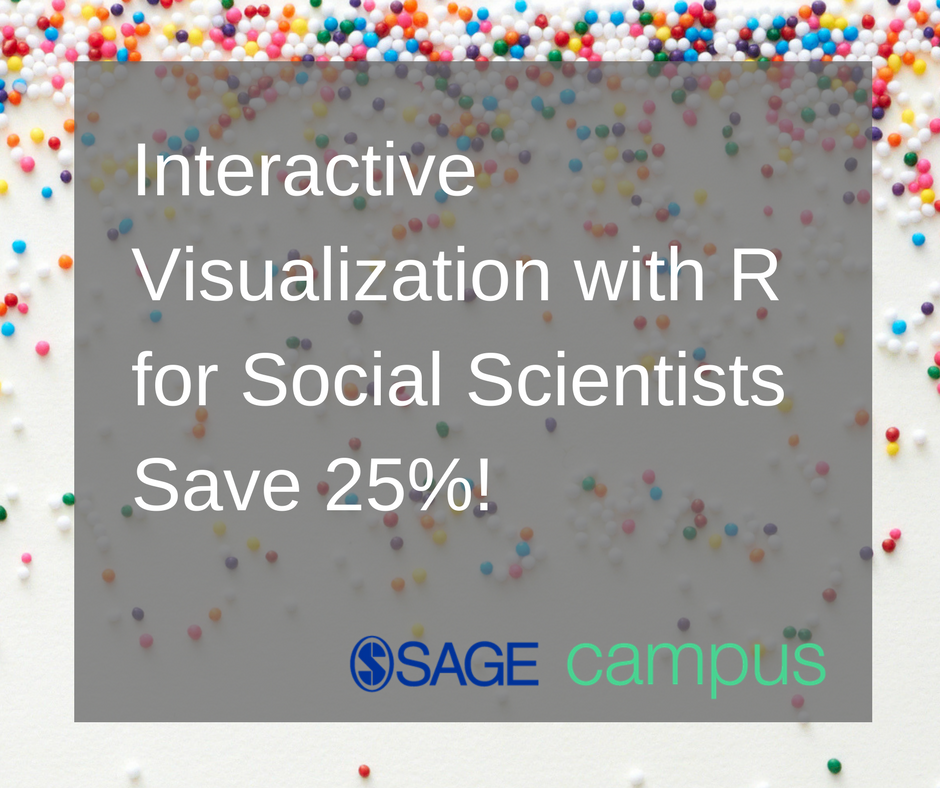 Interactive
Visualization with R
for Social Scientists
Save 25%!
SAGE campus